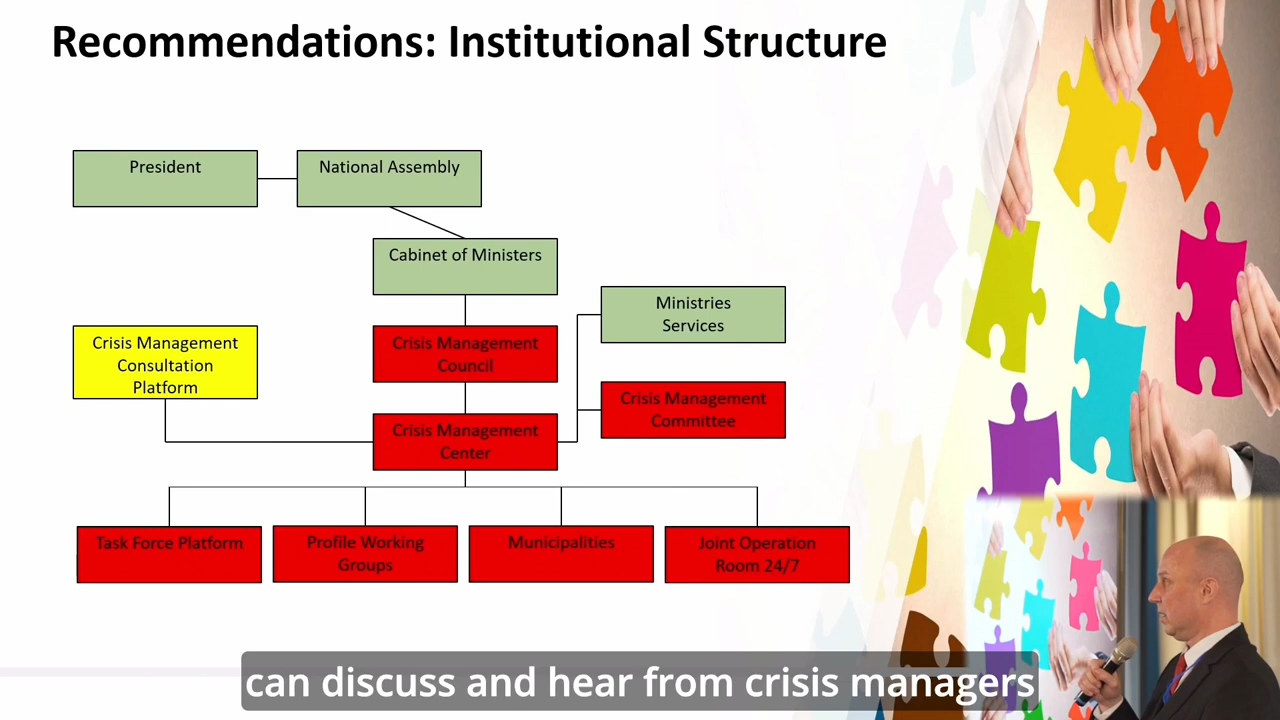 Recommendations: Institutional Structure
President
National Assembly
Cabinet of Ministers
Ministries
Services
Crisis Management
Consultation
Platform
Crisis Management
Council
Crisis Management
Committee
Crisis Management
Center
Task Force Platform
Profile Working
Groups
Municipalities
Joint Operation
Room 24/7
can discuss and hear from crisis managers